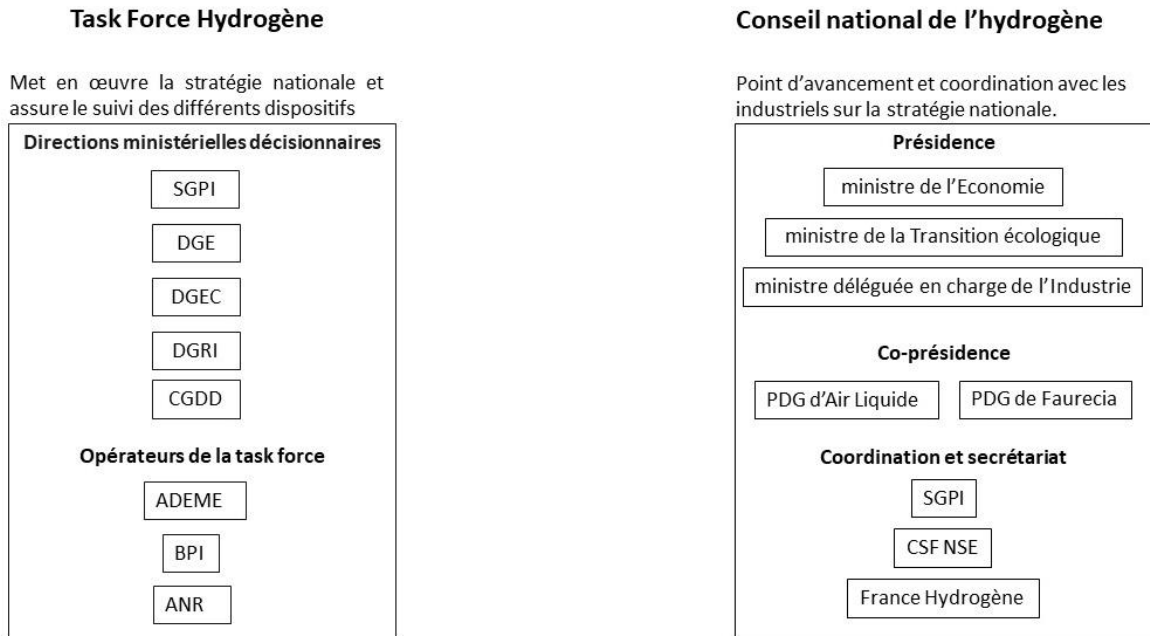 Task Force Hydrogène
Met en œuvre la stratégie nationale et
assure le suivi des différents dispositifs
Directions ministérielles décisionnaires
SGPI
DGE
DGEC
DGRI
CGDD
Opérateurs de la task force
ADEME
BPI
ANR
Conseil national de l’hydrogène
Point d’avancement et coordination avec les
industriels sur la stratégie nationale.
Présidence
ministre de l’Economie
ministre de la Transition écologique
ministre déléguée en charge de l’Industrie
Co-présidence
PDG d’Air Liquide
PDG de Faurecia
Coordination et secrétariat
SGPI
CSF NSE
France Hydrogène